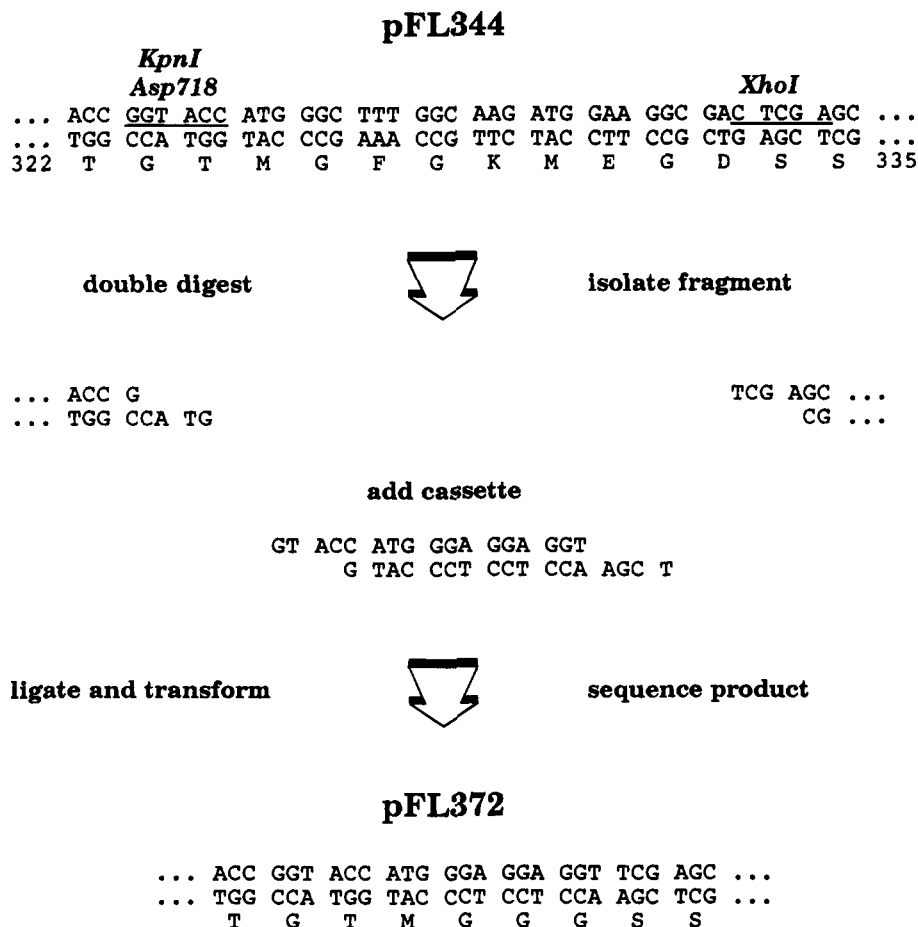 pFL344
KpnI
Asp718
XhoI
... ACC GGT ACC ATG GGC TTT GGC AAG ATG GAA GGC GAC TCGA AGC ...
... TGG CCA TGG TAC CCG AAA CCG TTC TAC CTT CCG CTG AGC TCG ...
322 T G T M G F G K M E G D S S 335
double digest
isolate fragment
... ACC G
TCG AGC ...
... TGG CCA TG
CG ...
add cassette
GT ACC ATG GGA GGA GGT
G TAC CCT CCT CCA AGC T
ligate and transform
sequence product
pFL372
... ACC GGT ACC ATG GGA GGA GGT TCG AGC ...
... TGG CCA TGG TAC CCT CCT CCA AGC TCG ...
T G T M G G G S S